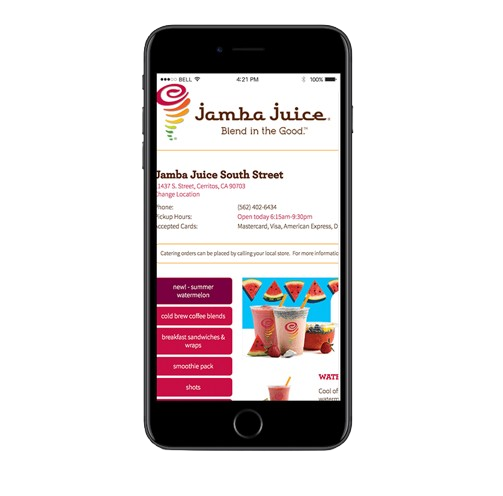 BELL
4:21 PM
100%
Jamba Juice
Blend in the Good.™
Jamba Juice South Street
11437 S. Street, Cerritos, CA 90703
Change Location
Phone: (562) 402-6434
Pickup Hours: Open today 6:15am-9:30pm
Accepted Cards: Mastercard, Visa, American Express, D
Catering orders can be placed by calling your local store. For more informatio
new! - summer
watermelon
cold brew coffee blends
breakfast sandwiches &
wraps
smoothie pack
shots
WATE
Cool of
waterm